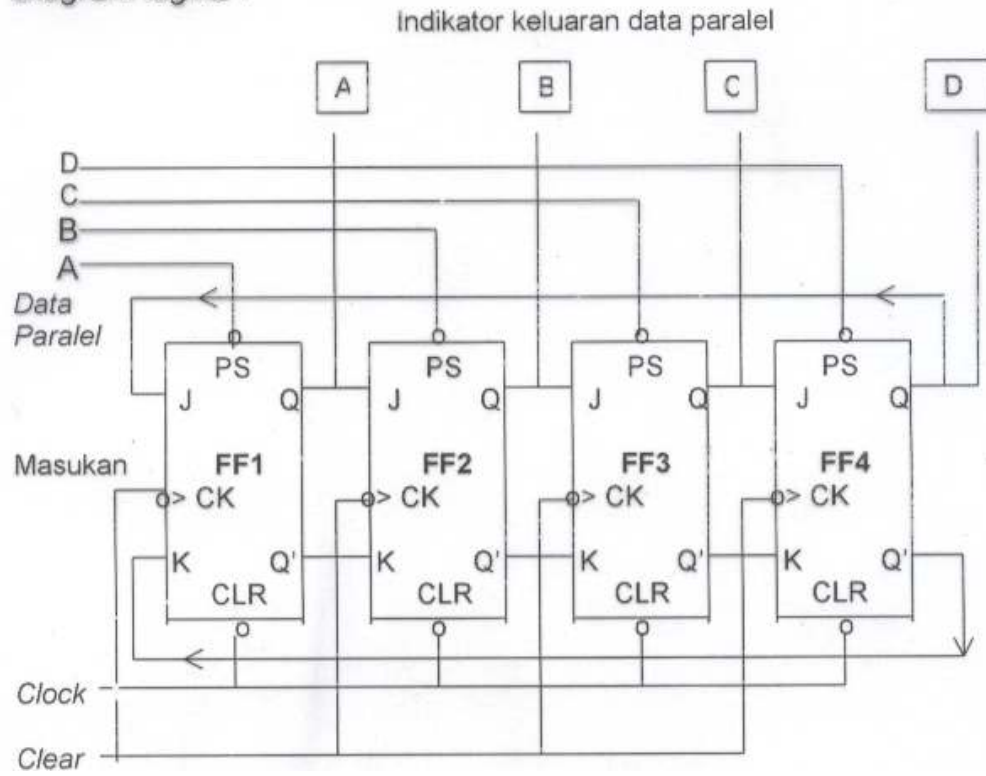 Indikator keluaran data paralel
A B C D
D
C
B
A
Data
Paralel
PS PS PS PS
J Q J Q J Q J Q
Masukan FF1 FF2 FF3 FF4
> CK > CK > CK > CK
K Q' K Q' K Q' K Q'
CLR CLR CLR CLR
Clock
Clear